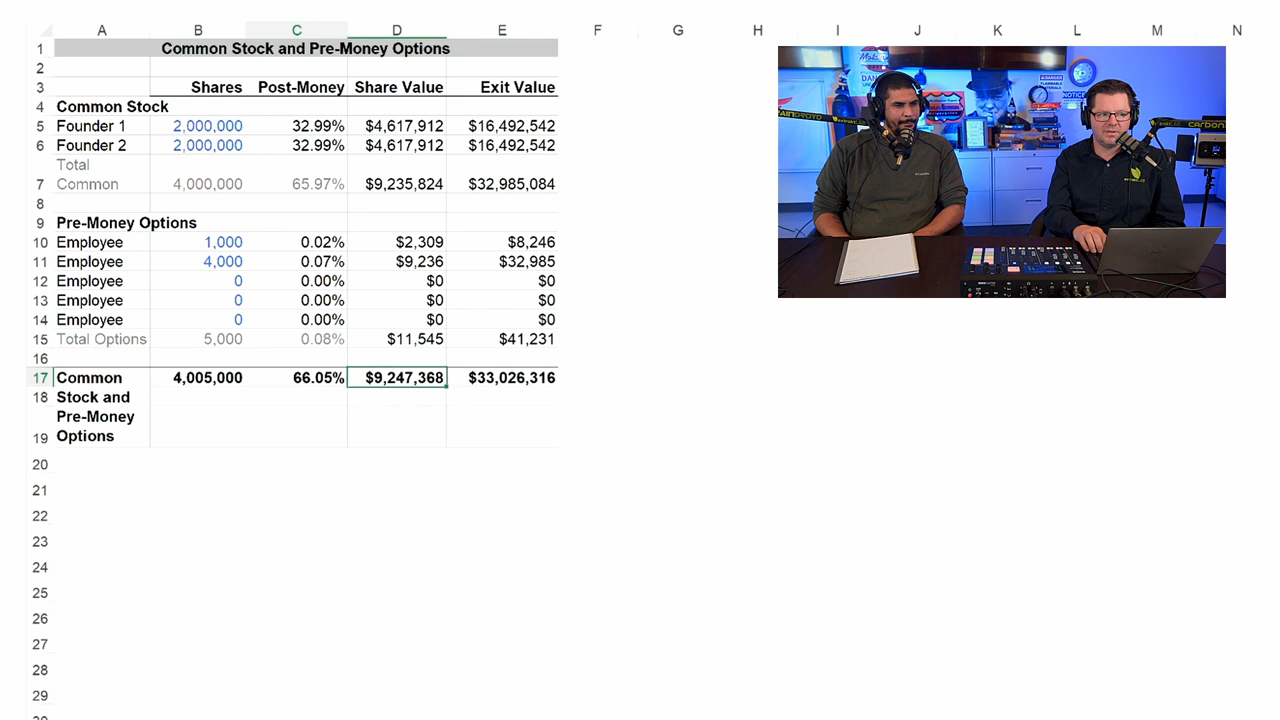 A B C D E F G H I J K L M N
1 Common Stock and Pre-Money Options
2
3 Shares Post-Money Share Value Exit Value
4 Common Stock
5 Founder 1 2,000,000 32.99% $4,617,912 $16,492,542
6 Founder 2 2,000,000 32.99% $4,617,912 $16,492,542
Total
7 Common 4,000,000 65.97% $9,235,824 $32,985,084
8
9 Pre-Money Options
10 Employee 1,000 0.02% $2,309 $8,246
11 Employee 4,000 0.07% $9,236 $32,985
12 Employee 0 0.00% $0 $0
13 Employee 0 0.00% $0 $0
14 Employee 0 0.00% $0 $0
15 Total Options 5,000 0.08% $11,545 $41,231
16
17 Common 4,005,000 66.05% $9,247,368 $33,026,316
18 Stock and
Pre-Money
19 Options
20
21
22
23
24
25
26
27
28
29
DANGER
NOTICE